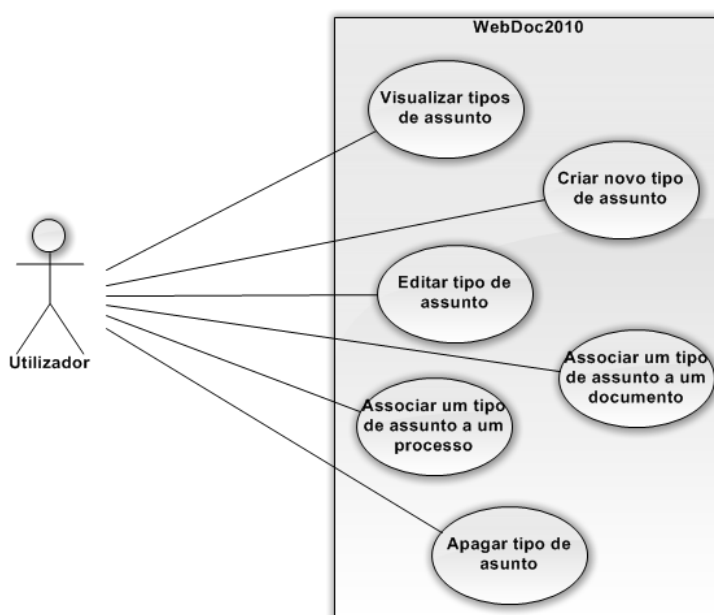 WebDoc2010
Visualizar tipos
de assunto
Criar novo tipo
de assunto
Editar tipo de
assunto
Utilizador
Associar um tipo
de assunto a um
documento
Associar um tipo
de assunto a um
processo
Apagar tipo de
asunto